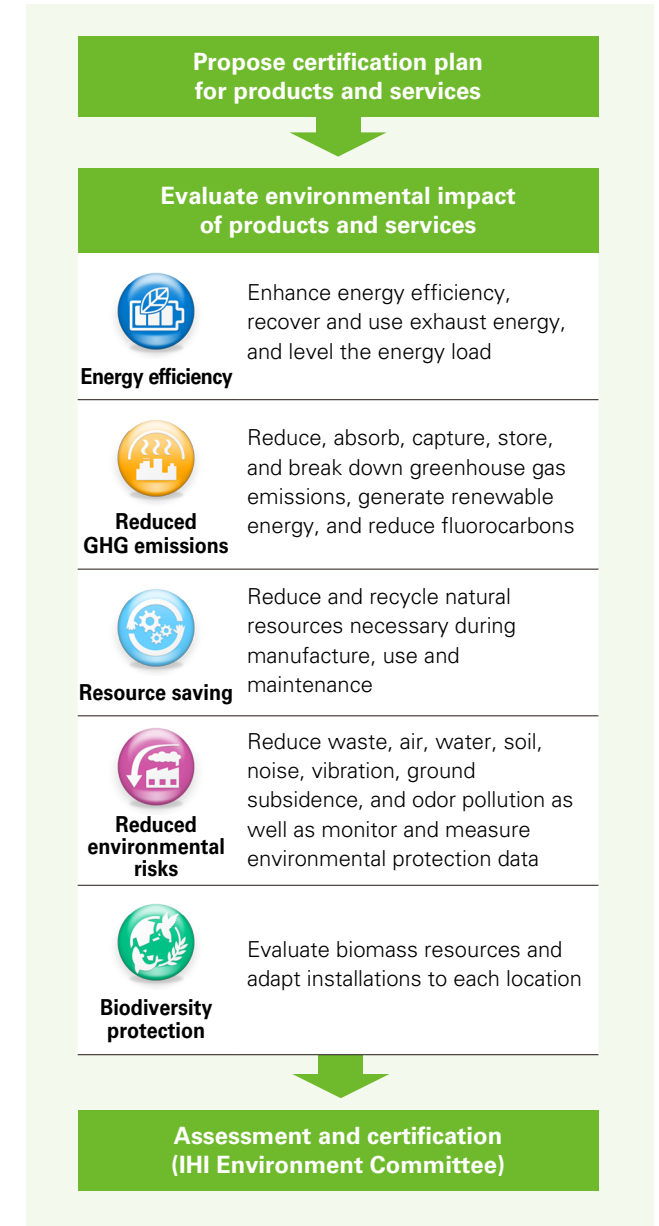 Propose certification plan
for products and services
Evaluate environmental impact
of products and services
Energy efficiency
Enhance energy efficiency,
recover and use exhaust energy,
and level the energy load
Reduced
GHG emissions
Reduce, absorb, capture, store,
and break down greenhouse gas
emissions, generate renewable
energy, and reduce fluorocarbons
Resource saving
Reduce and recycle natural
resources necessary during
manufacture, use and
maintenance
Reduced
environmental
risks
Reduce waste, air, water, soil,
noise, vibration, ground
subsidence, and odor pollution as
well as monitor and measure
environmental protection data
Biodiversity
protection
Evaluate biomass resources and
adapt installations to each location
Assessment and certification
(IHI Environment Committee)